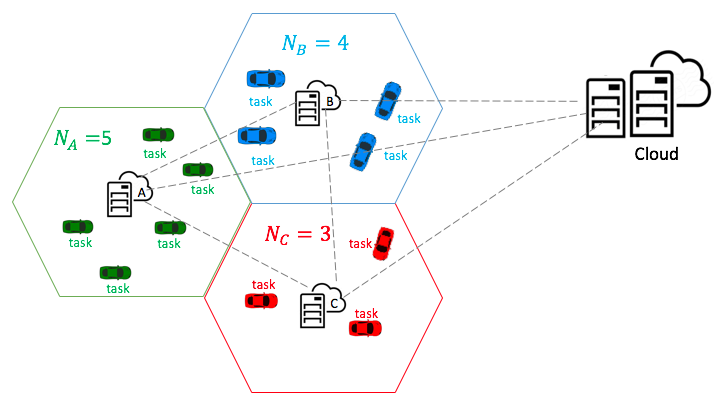 N_B = 4
task
B
task
task
task
Cloud
N_A =5
task
task
A
task
task
task
N_C = 3
task
task
C
task